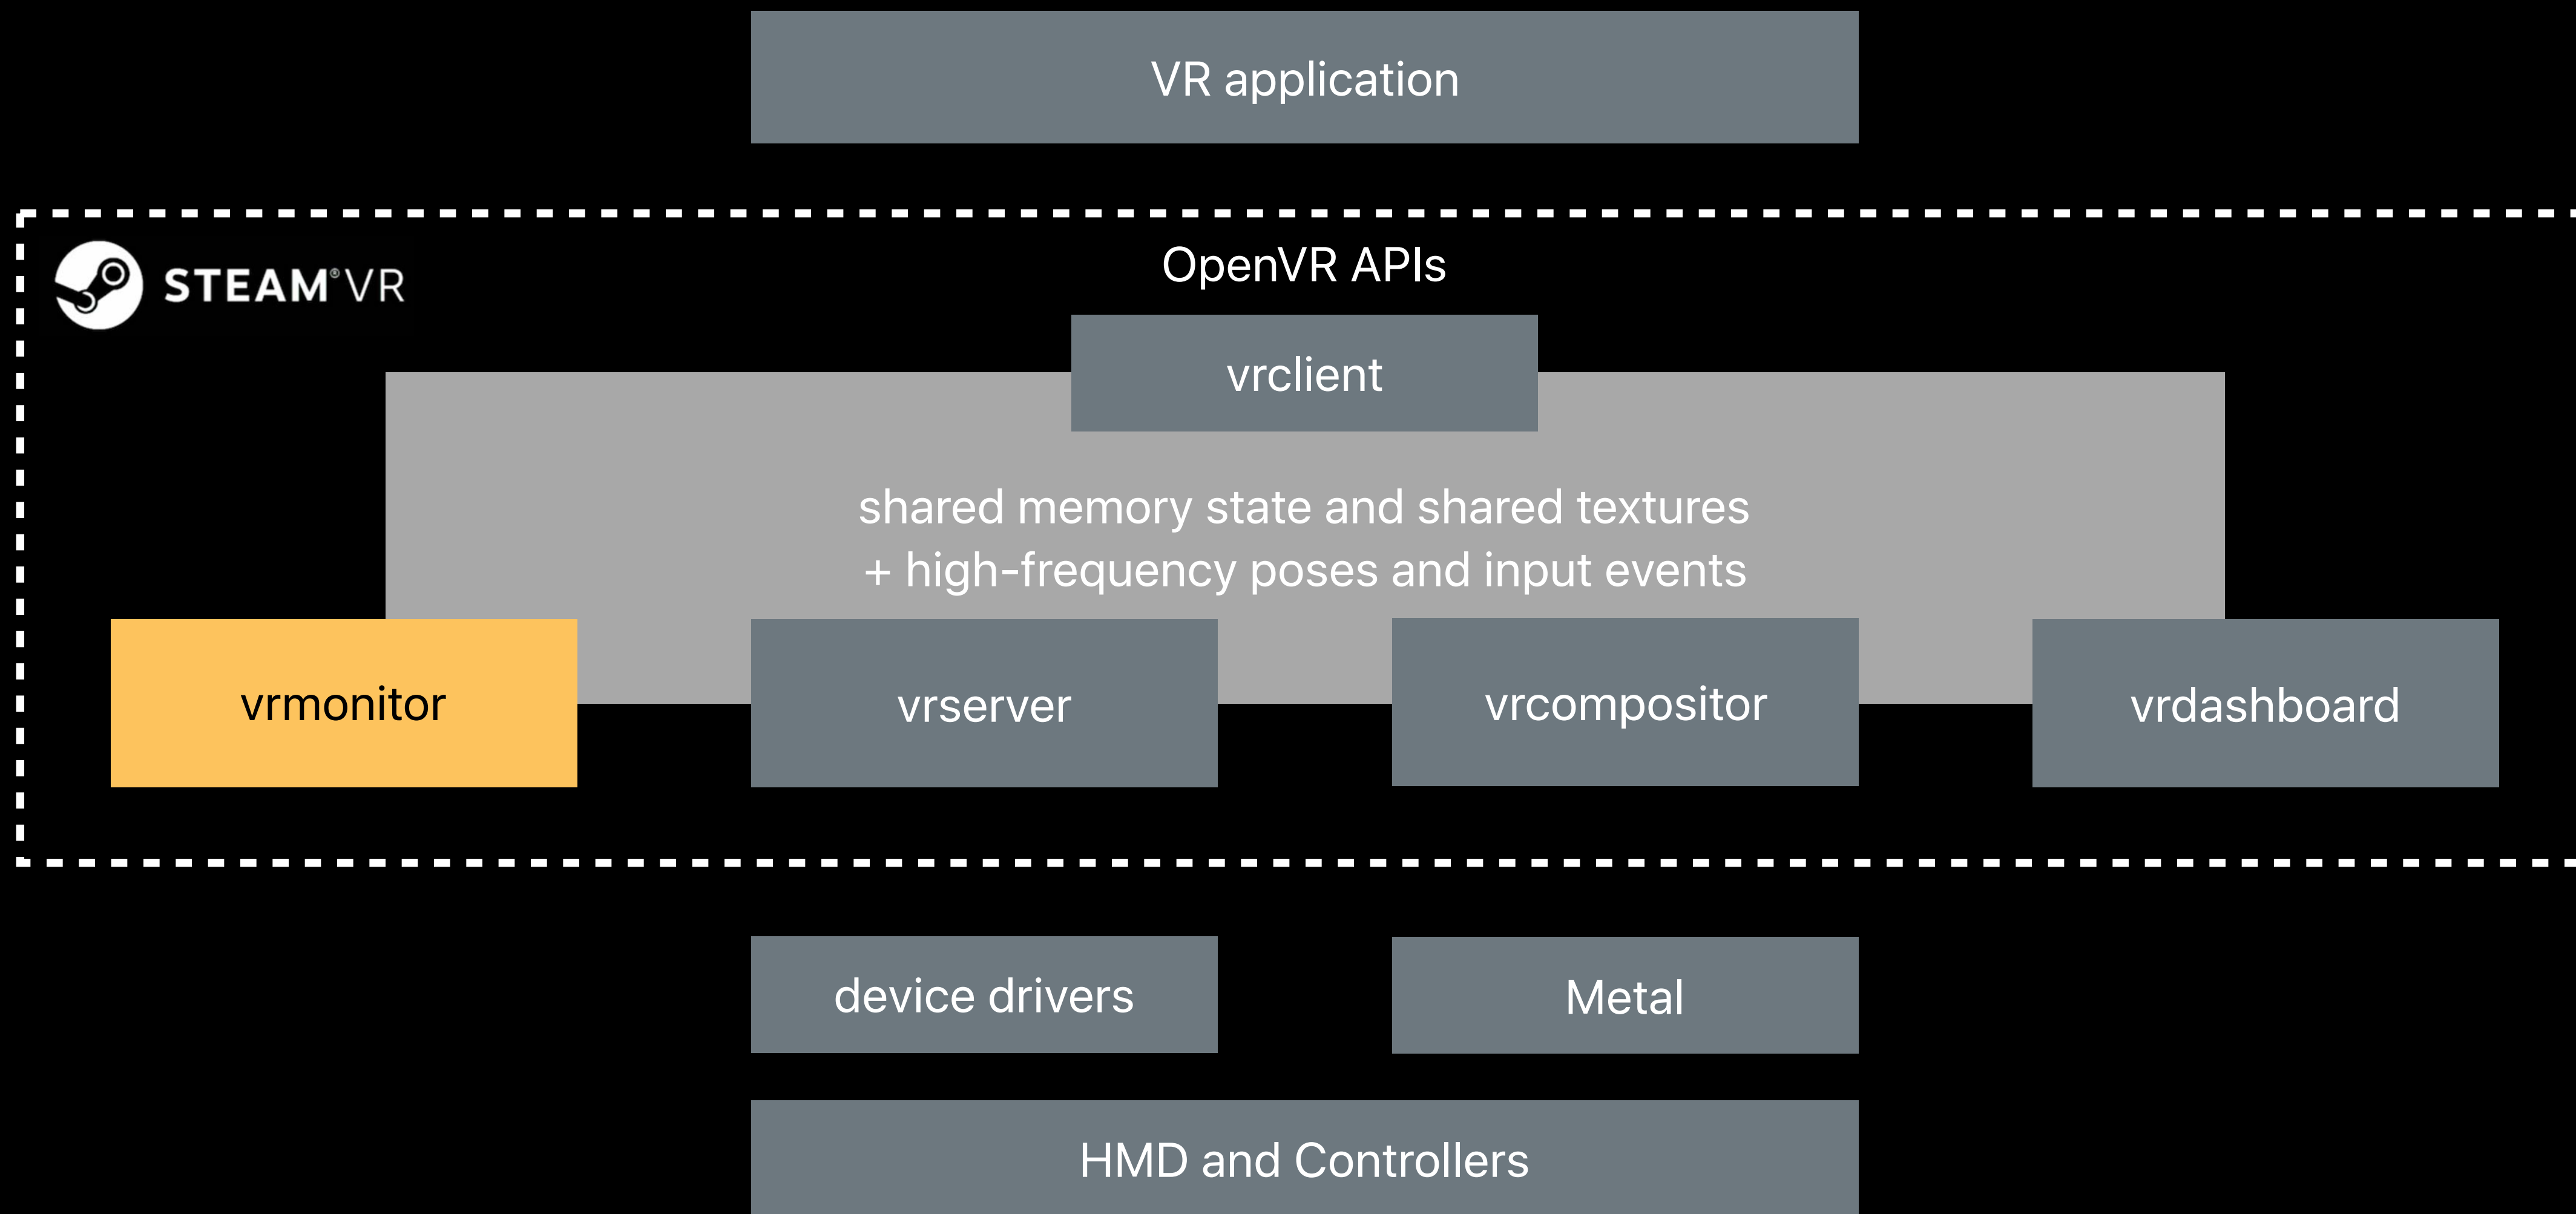 VR application
STEAM®VR
OpenVR APIs
vrclient
shared memory state and shared textures
+ high-frequency poses and input events
vrmonitor
vrserver
vrcompositor
vrdashboard
device drivers
Metal
HMD and Controllers